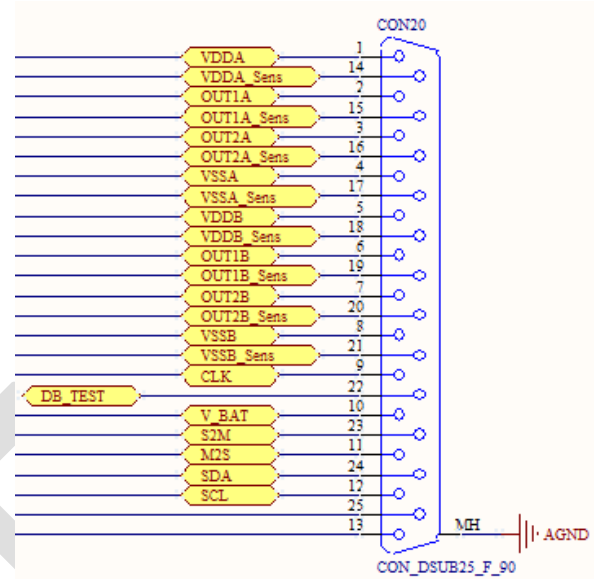 CON20
VDDA 1
VDDA_Sens 14
OUT1A 2
OUT1A_Sens 15
OUT2A 3
OUT2A_Sens 16
VSSA 4
VSSA_Sens 17
VDDB 5
VDDB_Sens 18
OUT1B 6
OUT1B_Sens 19
OUT2B 7
OUT2B_Sens 20
VSSB 8
VSSB_Sens 21
CLK 9
DB_TEST 22
V_BAT 10
S2M 23
M2S 11
SDA 24
SCL 12
25
13 MH AGND
CON_DSUB25_F_90